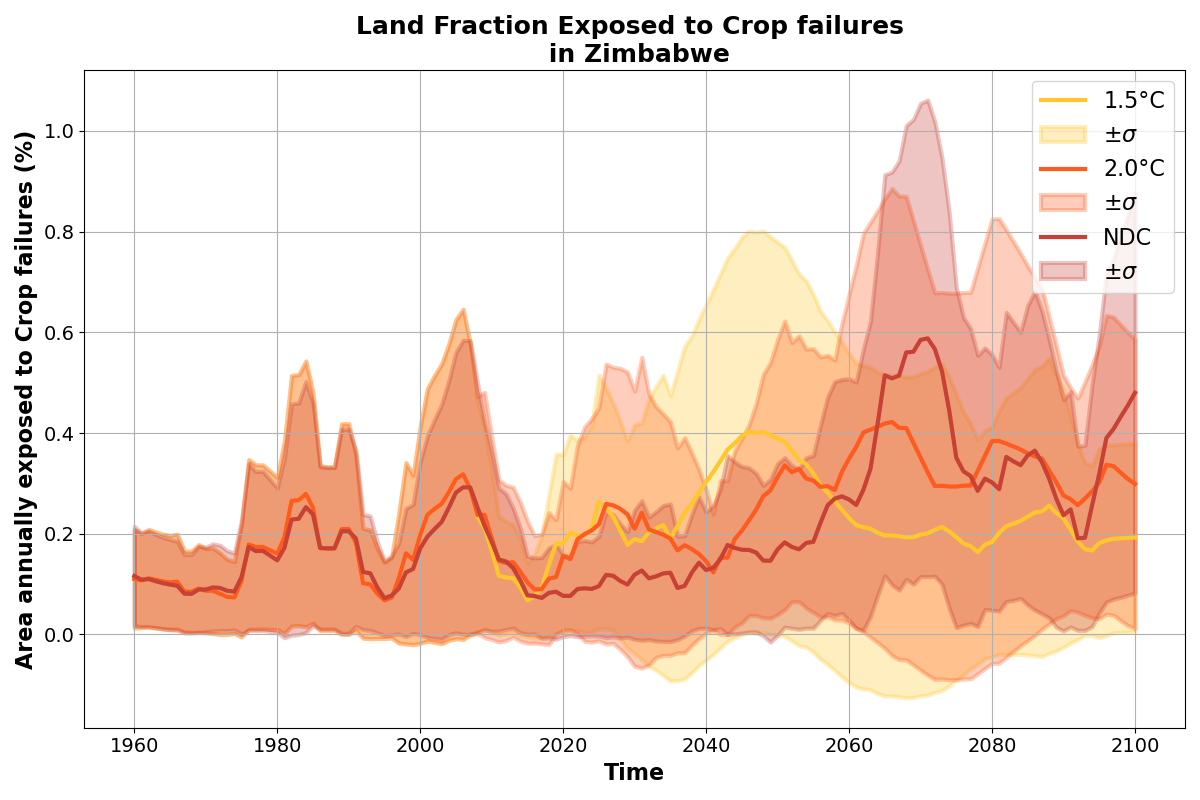 Land Fraction Exposed to Crop failures
in Zimbabwe
Area annually exposed to Crop failures (%)
1.0
0.8
0.6
0.4
0.2
0.0
1960
1980
2000
2020
2040
2060
2080
2100
Time
1.5°C
±σ
2.0°C
±σ
NDC
±σ